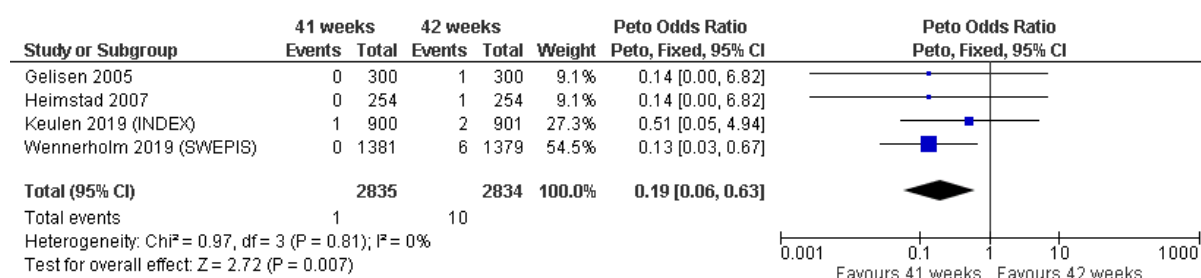 41 weeks 42 weeks Peto Odds Ratio Peto Odds Ratio
Study or Subgroup Events Total Events Total Weight Peto, Fixed, 95% CI Peto, Fixed, 95% CI
Gelisen 2005 0 300 1 300 9.1% 0.14 [0.00, 6.82]
Heimstad 2007 0 254 1 254 9.1% 0.14 [0.00, 6.82]
Keulen 2019 (INDEX) 1 900 2 901 27.3% 0.51 [0.05, 4.94]
Wennerholm 2019 (SWEPIS) 0 1381 6 1379 54.5% 0.13 [0.03, 0.67]
Total (95% CI) 2835 2834 100.0% 0.19 [0.06, 0.63]
Total events 1 10
Heterogeneity: Chi² = 0.97, df = 3 (P = 0.81); I² = 0%
Test for overall effect: Z = 2.72 (P = 0.007)
0.001 0.1 1 10 1000
Favours 41 weeks Favours 42 weeks